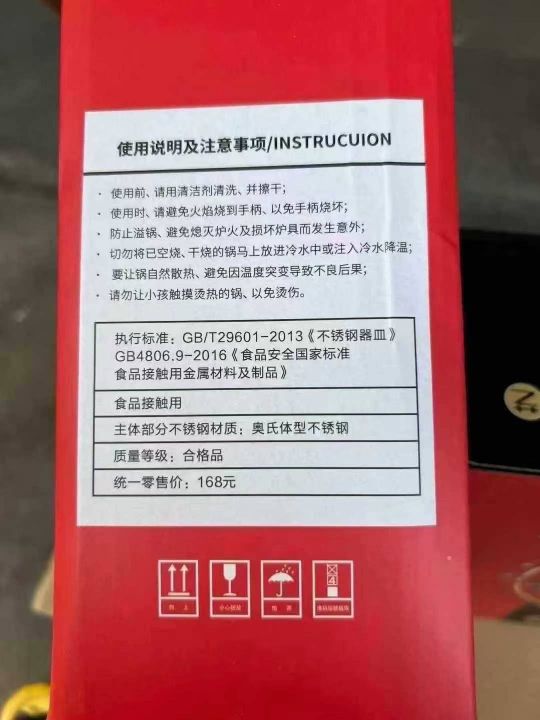 使用说明及注意事项/INSTRUCUION
· 使用前、请用清洁剂清洗、并擦干；
· 使用时、请避免火焰烧到手柄、以免手柄烧坏；
· 防止溢锅、避免熄灭炉火及损坏炉具而发生意外；
· 切勿将已空烧、干烧的锅马上放进冷水中或注入冷水降温；
· 要让锅自然散热、避免因温度突变导致不良后果；
· 请勿让小孩触摸烫热的锅、以免烫伤。
执行标准：GB/T29601-2013《不锈钢器皿》
GB4806.9-2016《食品安全国家标准
食品接触用金属材料及制品》
食品接触用
主体部分不锈钢材质：奥氏体型不锈钢
质量等级：合格品
统一零售价：168元
4
向 上
小心轻放
怕 雨